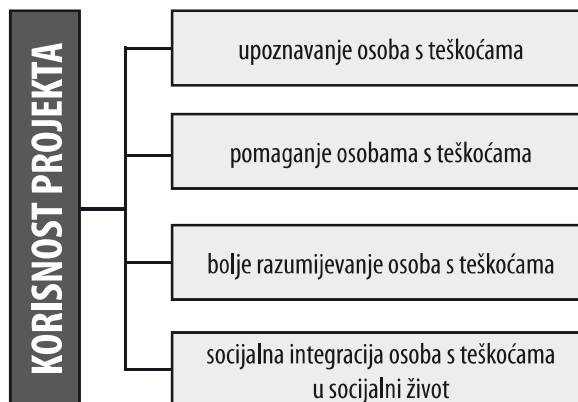 KORISNOST PROJEKTA
upoznavanje osoba s teškoćama
pomaganje osobama s teškoćama
bolje razumijevanje osoba s teškoćama
socijalna integracija osoba s teškoćama
u socijalni život